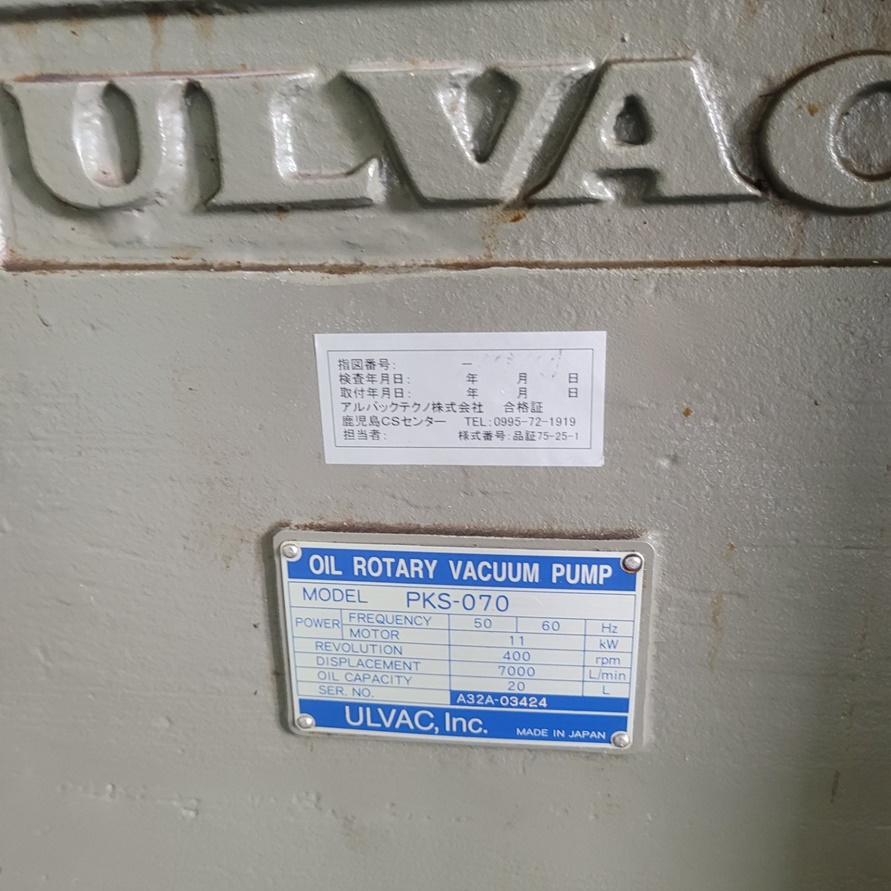 ULVAC
指図番号: －
検査年月日: 年 月 日
取付年月日: 年 月 日
アルバックテクノ株式会社 合格証
鹿児島CSセンター TEL:0995-72-1919
担当者: 様式番号:品証75-25-1
OIL ROTARY VACUUM PUMP
MODEL PKS-070
POWER FREQUENCY 50 60 Hz
MOTOR 11 kW
REVOLUTION 400 rpm
DISPLACEMENT 7000 L/min
OIL CAPACITY 20 L
SER. NO. A32A-03424
ULVAC, Inc. MADE IN JAPAN